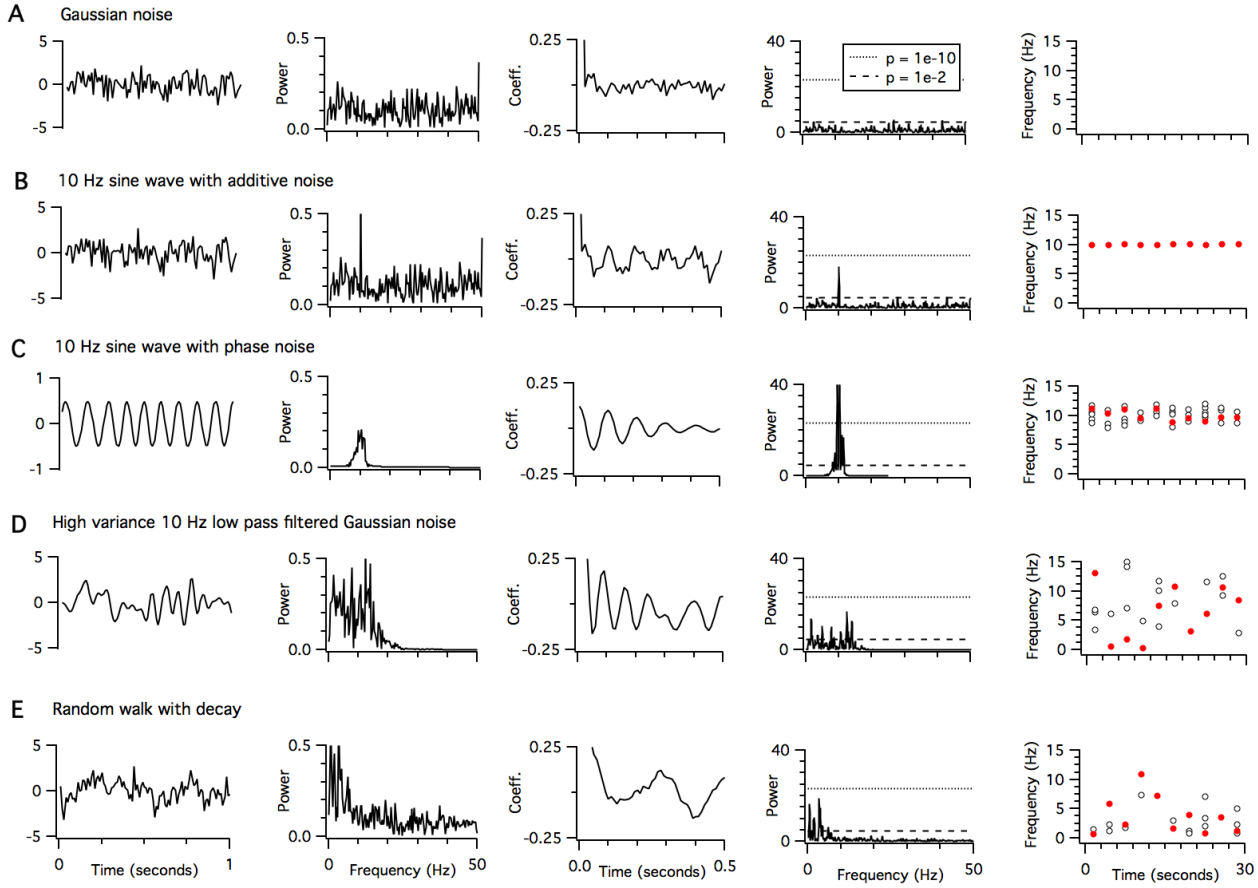 A Gaussian noise
5
0
-5
Power
0.5
0.0
Coeff.
0.25
-0.25
Power
40
0
p = 1e-10
p = 1e-2
Frequency (Hz)
15
10
5
0
B 10 Hz sine wave with additive noise
5
0
-5
Power
0.5
0.0
Coeff.
0.25
-0.25
Power
40
0
Frequency (Hz)
15
10
5
0
C 10 Hz sine wave with phase noise
1
0
-1
Power
0.5
0.0
Coeff.
0.25
-0.25
Power
40
0
Frequency (Hz)
15
10
5
0
D High variance 10 Hz low pass filtered Gaussian noise
5
0
-5
Power
0.5
0.0
0
50
Coeff.
0.25
-0.25
Power
40
0
0
50
Frequency (Hz)
15
10
5
0
E Random walk with decay
5
0
-5
0
1
Time (seconds)
Power
0.5
0.0
0
50
Frequency (Hz)
Coeff.
0.25
-0.25
0.0
0.5
Time (seconds)
Power
40
0
0
50
Frequency (Hz)
Frequency (Hz)
15
10
5
0
0
30
Time (seconds)